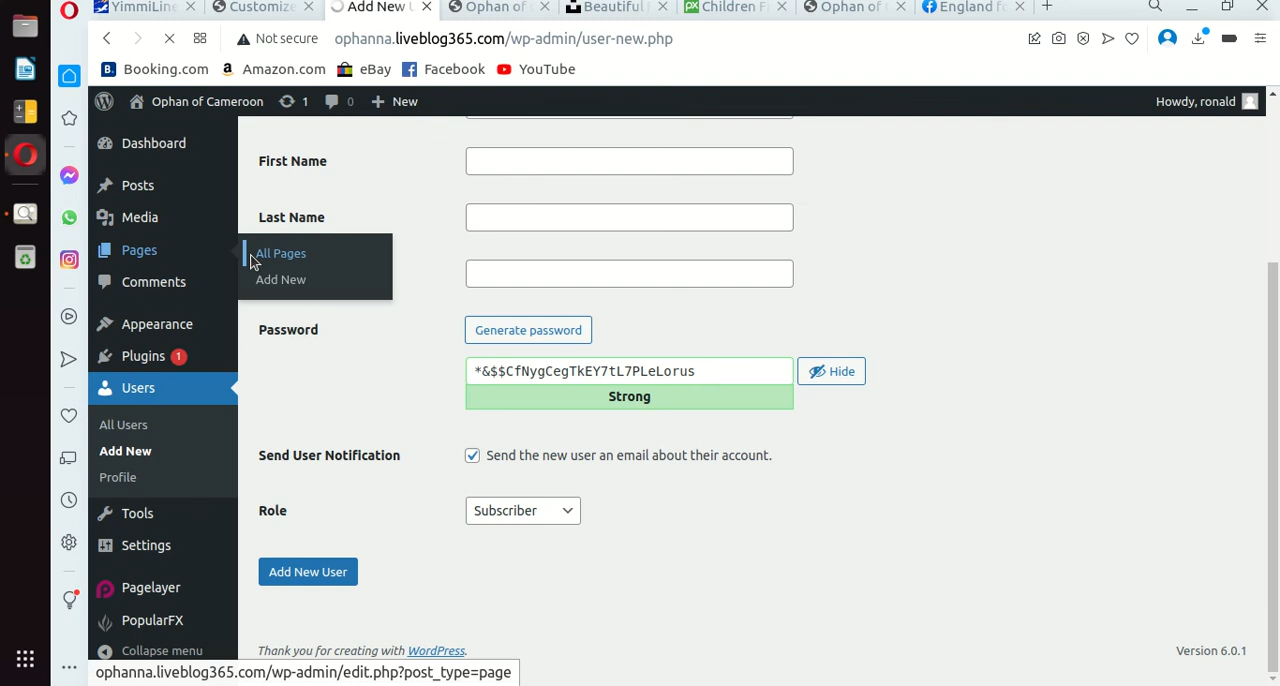 YimmiLine
Customize
Add New U
Ophan of
Beautiful
Children F
Ophan of
England fo
Not secure ophanna.liveblog365.com/wp-admin/user-new.php
Booking.com Amazon.com eBay Facebook YouTube
Ophan of Cameroon 1 0 + New Howdy, ronald
Dashboard
Posts
Media
Pages
Comments
Appearance
Plugins 1
Users
All Users
Add New
Profile
Tools
Settings
Pagelayer
PopularFX
Collapse menu
All Pages
Add New
First Name
Last Name
Password Generate password
*&$$CfNygCegTkEY7tL7PLeLorus Hide
Strong
Send User Notification Send the new user an email about their account.
Role Subscriber
Add New User
Thank you for creating with WordPress. Version 6.0.1
ophanna.liveblog365.com/wp-admin/edit.php?post_type=page